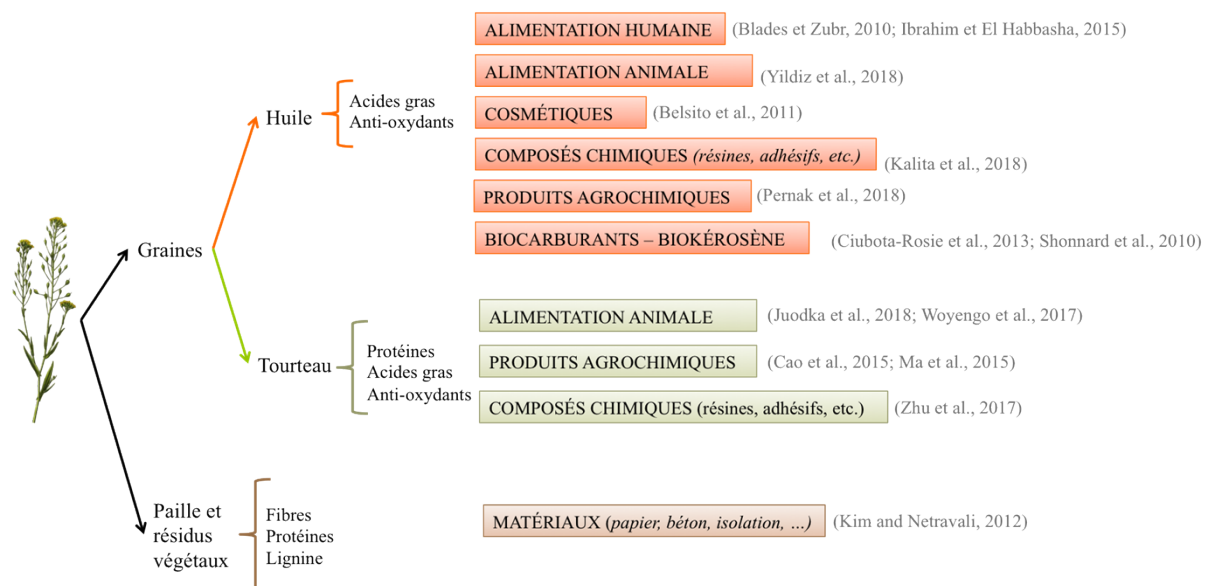 ALIMENTATION HUMAINE (Blades et Zubr, 2010; Ibrahim et El Habbasha, 2015)
ALIMENTATION ANIMALE (Yildiz et al., 2018)
Huile
Acides gras
Anti-oxydants
COSMÉTIQUES (Belsito et al., 2011)
COMPOSÉS CHIMIQUES (résines, adhésifs, etc.) (Kalita et al., 2018)
PRODUITS AGROCHIMIQUES (Pernak et al., 2018)
BIOCARBURANTS – BIOKÉROSÈNE (Ciubota-Rosie et al., 2013; Shonnard et al., 2010)
Graines
Tourteau
Protéines
Acides gras
Anti-oxydants
ALIMENTATION ANIMALE (Juodka et al., 2018; Woyengo et al., 2017)
PRODUITS AGROCHIMIQUES (Cao et al., 2015; Ma et al., 2015)
COMPOSÉS CHIMIQUES (résines, adhésifs, etc.) (Zhu et al., 2017)
Paille et
résidus
végétaux
Fibres
Protéines
Lignine
MATÉRIAUX (papier, béton, isolation, ...) (Kim and Netravali, 2012)